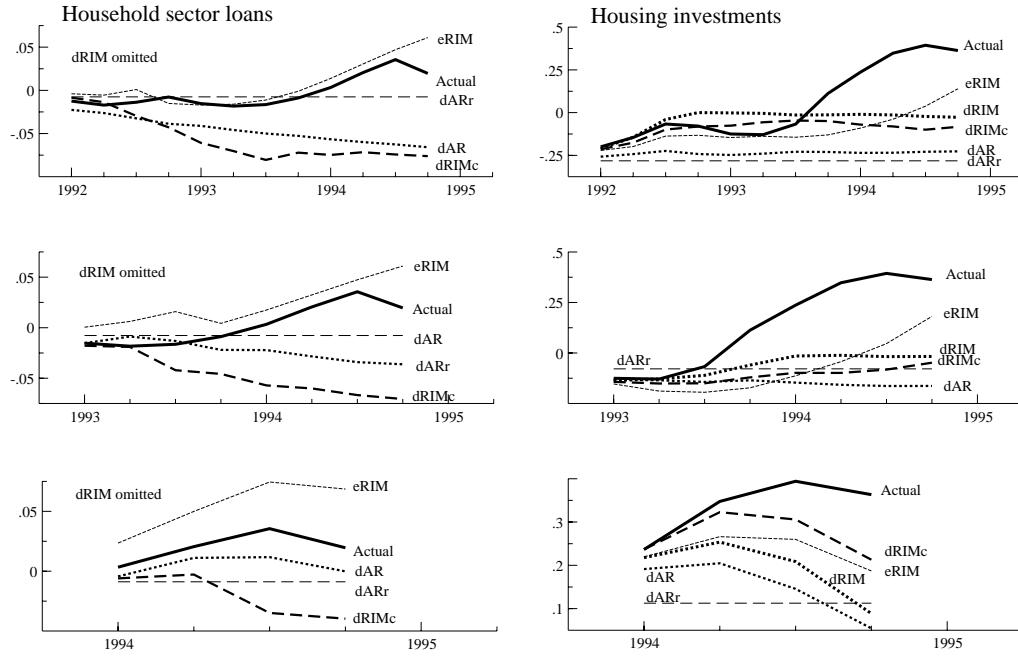 Household sector loans
.05
0
-.05
dRIM omitted
eRIM
Actual
dARr
dAR
dRIMc
1992
1993
1994
1995
Housing investments
.5
.25
0
-.25
Actual
eRIM
dRIM
dRIMc
dAR
dARr
1992
1993
1994
1995
.05
0
-.05
dRIM omitted
eRIM
Actual
dAR
dARr
dRIMc
1993
1994
1995
.5
.25
0
Actual
eRIM
dARr
dRIM
dRIMc
dAR
1993
1994
1995
.05
0
dRIM omitted
eRIM
Actual
dAR
dARr
dRIMc
1994
1995
.3
.2
.1
Actual
dRIMc
eRIM
dRIM
dAR
dARr
1994
1995